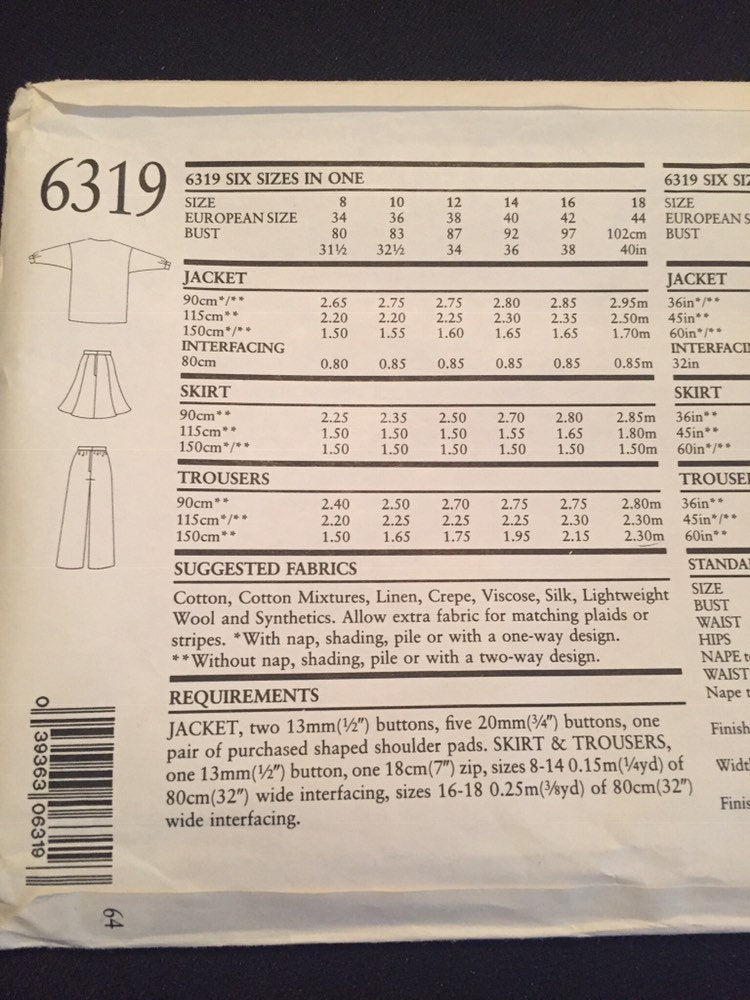 6319
6319 SIX SIZES IN ONE
SIZE 8 10 12 14 16 18
EUROPEAN SIZE 34 36 38 40 42 44
BUST 80 83 87 92 97 102cm
31½ 32½ 34 36 38 40in
JACKET
90cm*/** 2.65 2.75 2.75 2.80 2.85 2.95m
115cm** 2.20 2.20 2.25 2.30 2.35 2.50m
150cm*/** 1.50 1.55 1.60 1.65 1.65 1.70m
INTERFACING
80cm 0.80 0.85 0.85 0.85 0.85 0.85m
SKIRT
90cm** 2.25 2.35 2.50 2.70 2.80 2.85m
115cm** 1.50 1.50 1.50 1.55 1.65 1.80m
150cm*/** 1.50 1.50 1.50 1.50 1.50 1.50m
TROUSERS
90cm** 2.40 2.50 2.70 2.75 2.75 2.80m
115cm*/** 2.20 2.25 2.25 2.25 2.30 2.30m
150cm** 1.50 1.65 1.75 1.95 2.15 2.30m
SUGGESTED FABRICS
Cotton, Cotton Mixtures, Linen, Crepe, Viscose, Silk, Lightweight
Wool and Synthetics. Allow extra fabric for matching plaids or
stripes. *With nap, shading, pile or with a one-way design.
**Without nap, shading, pile or with a two-way design.
REQUIREMENTS
JACKET, two 13mm(½") buttons, five 20mm(¾") buttons, one
pair of purchased shaped shoulder pads. SKIRT & TROUSERS,
one 13mm(½") button, one 18cm(7") zip, sizes 8-14 0.15m(¼yd) of
80cm(32") wide interfacing, sizes 16-18 0.25m(⅜yd) of 80cm(32")
wide interfacing.
6319 SIX SIZ
SIZE
EUROPEAN S
BUST
JACKET
36in*/**
45in**
60in*/**
INTERFACI
32in
SKIRT
36in**
45in**
60in*/**
TROUSE
36in**
45in*/**
60in**
STANDA
SIZE
BUST
WAIST
HIPS
NAPE t
WAIST
Nape t
Finish
Widt
Finis
0 39363 06319
64